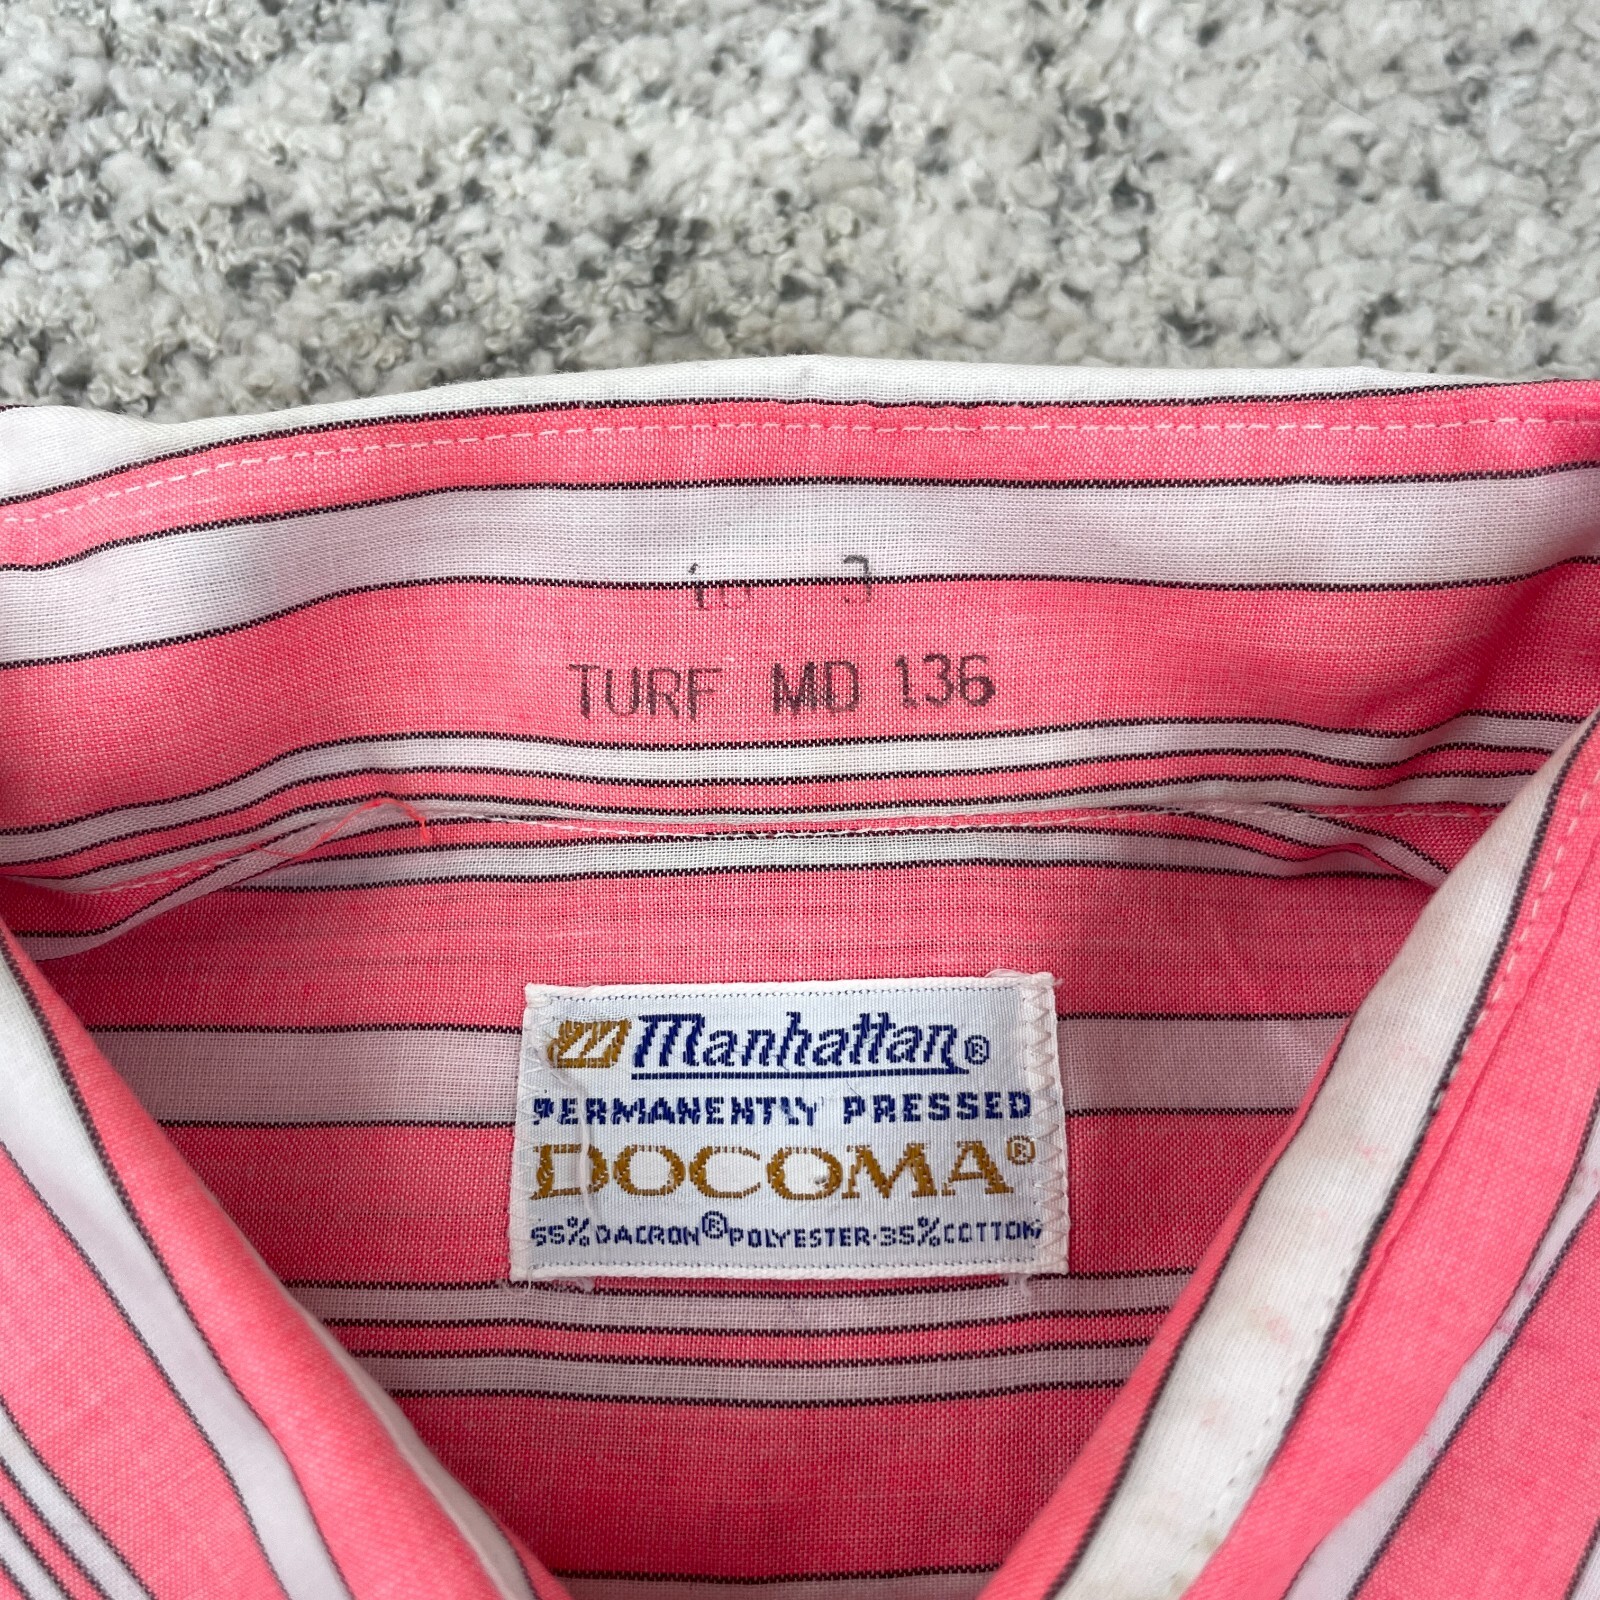 TURF MD 136
Manhattan®
PERMANENTLY PRESSED
DOCOMA®
65% DACRON® POLYESTER·35% COTTON